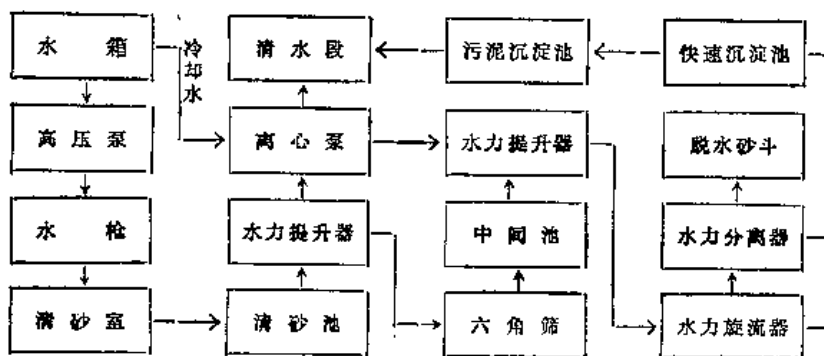 水箱
冷却水
清水段
污泥沉淀池
快速沉淀池
高压泵
离心泵
水力提升器
脱水砂斗
水枪
水力提升器
中间池
水力分离器
清砂室
清砂池
六角筛
水力旋流器